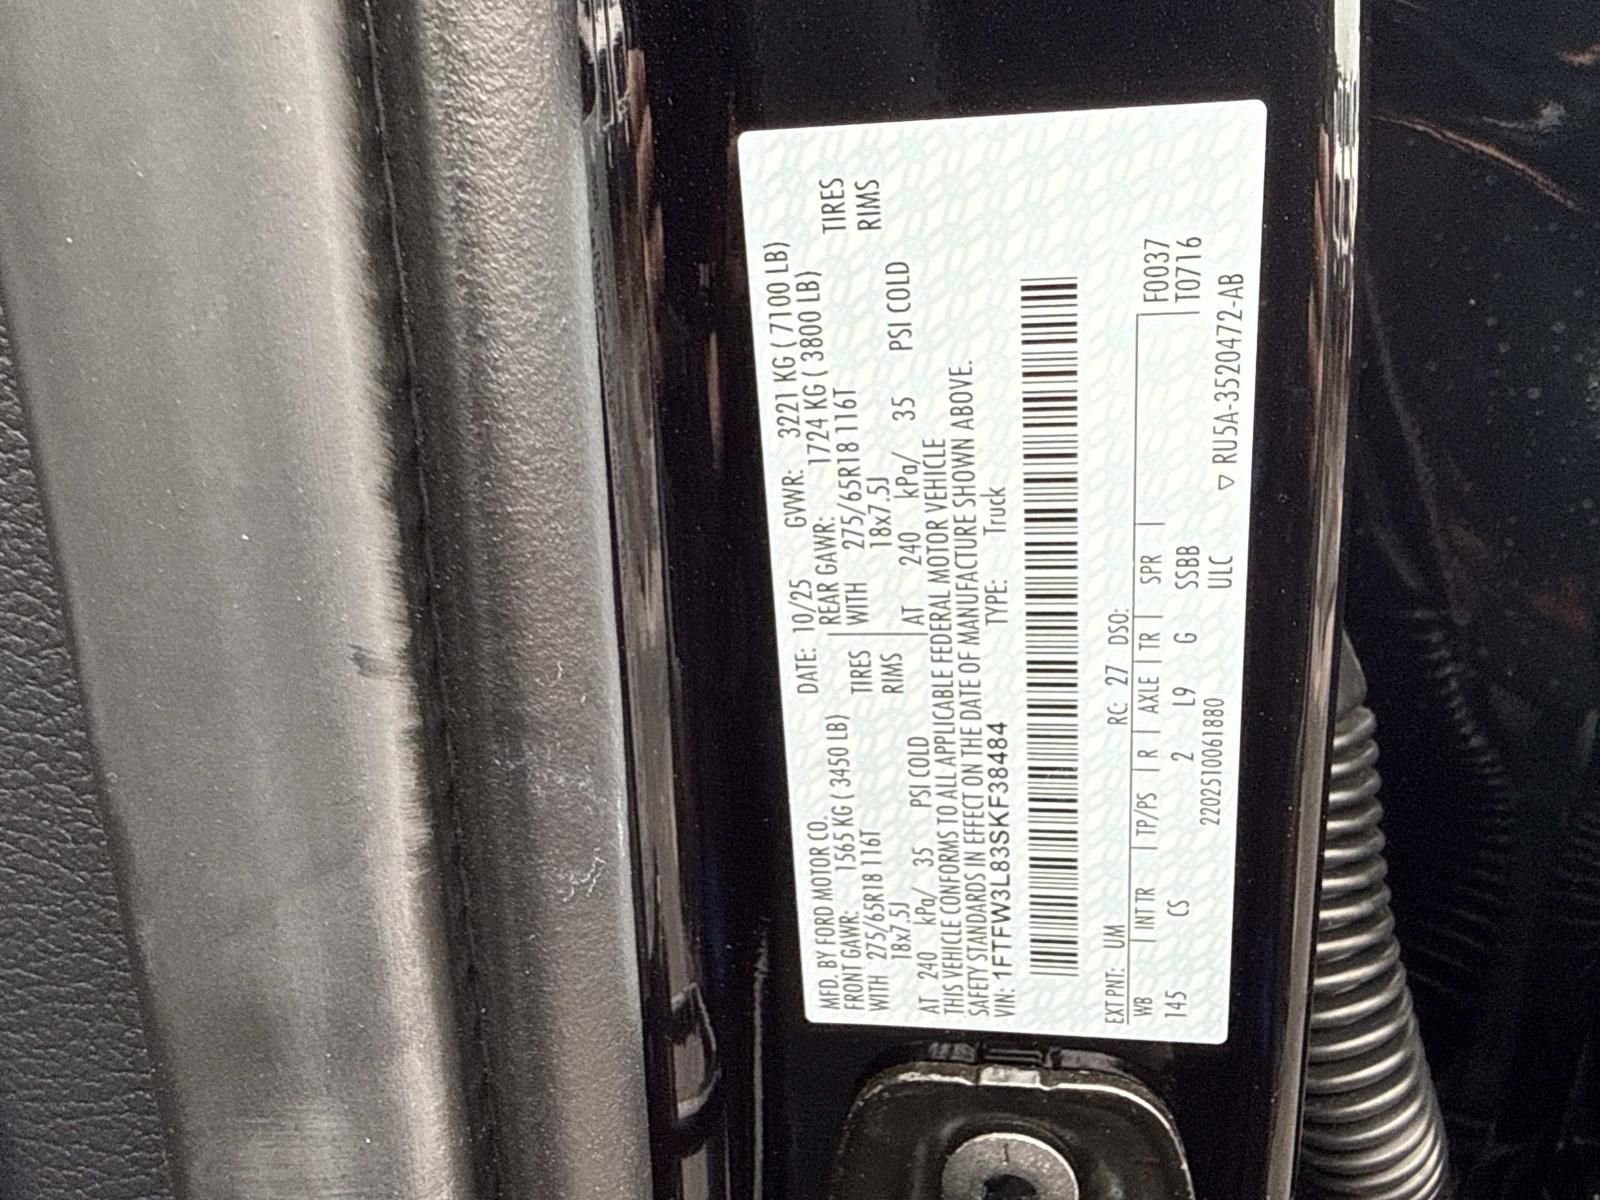 MFD. BY FORD MOTOR CO. DATE: 10/25 GVWR: 3221 KG ( 7100 LB)
FRONT GAWR: 1565 KG ( 3450 LB) REAR GAWR: 1724 KG ( 3800 LB)
WITH 275/65R18 116T TIRES WITH 275/65R18 116T TIRES
18x7.5J RIMS 18x7.5J RIMS
AT 240 kPa/ 35 PSI COLD AT 240 kPa/ 35 PSI COLD
THIS VEHICLE CONFORMS TO ALL APPLICABLE FEDERAL MOTOR VEHICLE
SAFETY STANDARDS IN EFFECT ON THE DATE OF MANUFACTURE SHOWN ABOVE.
VIN: 1FTFW3L83SKF38484 TYPE: Truck
EXT PNT: UM RC: 27 DSO:
WB INT TR TP/PS R AXLE TR SPR F0037
145 CS 2 L9 G SSBB T0716
2202510061880 ULC ▽ RU5A-3520472-AB